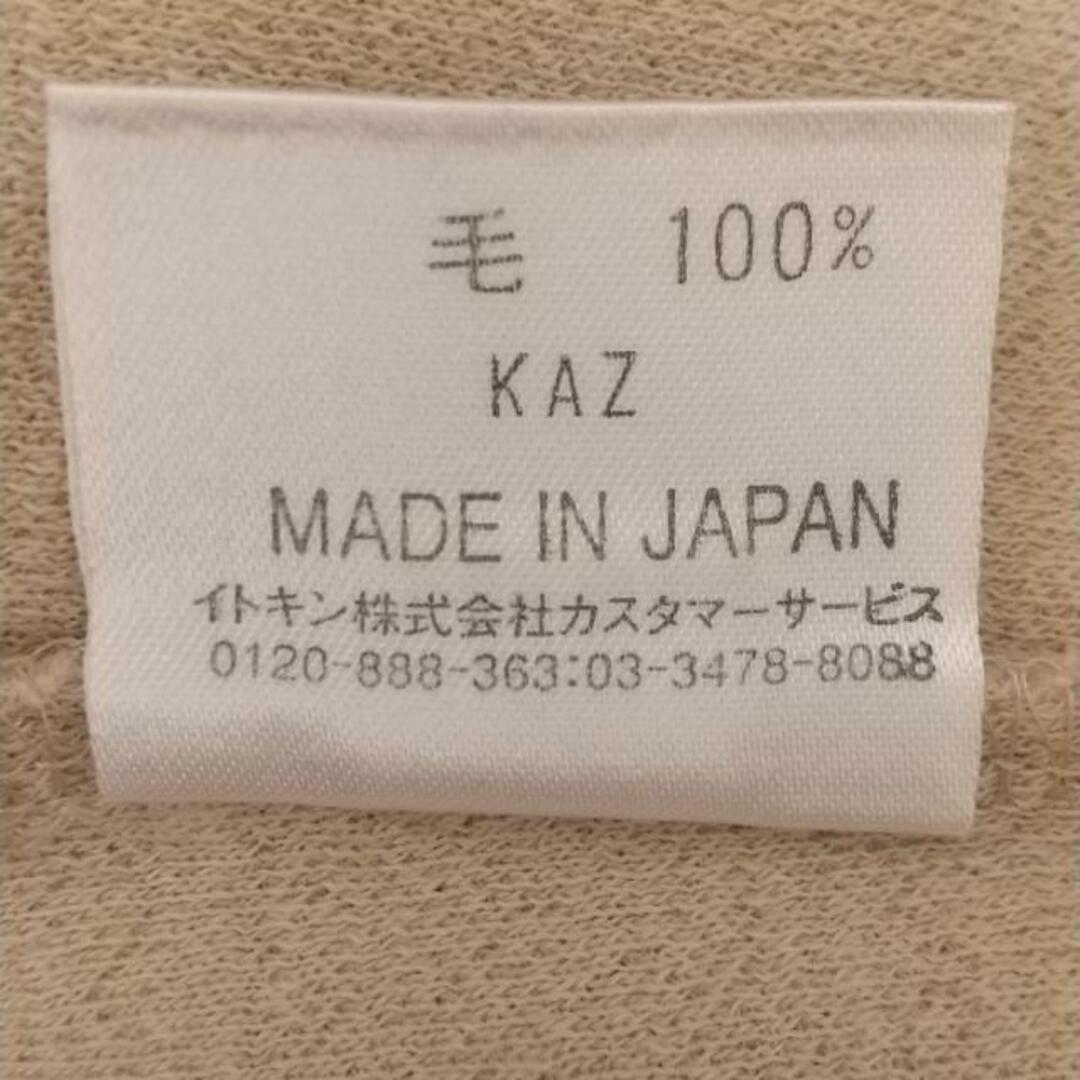 毛 100%
KAZ
MADE IN JAPAN
イトキン株式会社カスタマーサービス
0120-888-363:03-3478-8088